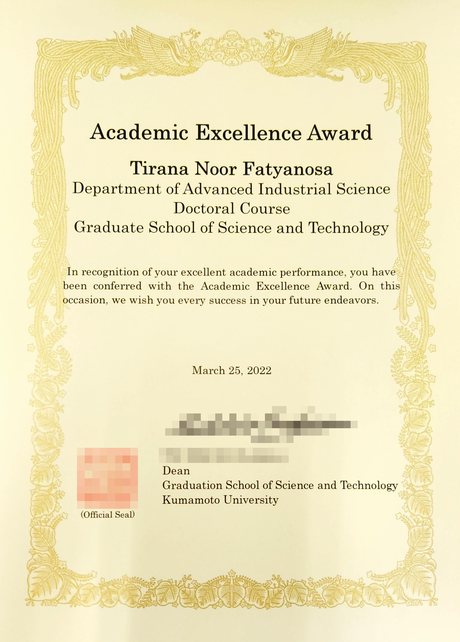 Academic Excellence Award
Tirana Noor Fatyanosa
Department of Advanced Industrial Science
Doctoral Course
Graduate School of Science and Technology
In recognition of your excellent academic performance, you have
been conferred with the Academic Excellence Award. On this
occasion, we wish you every success in your future endeavors.
March 25, 2022
Dean
Graduation School of Science and Technology
Kumamoto University
(Official Seal)